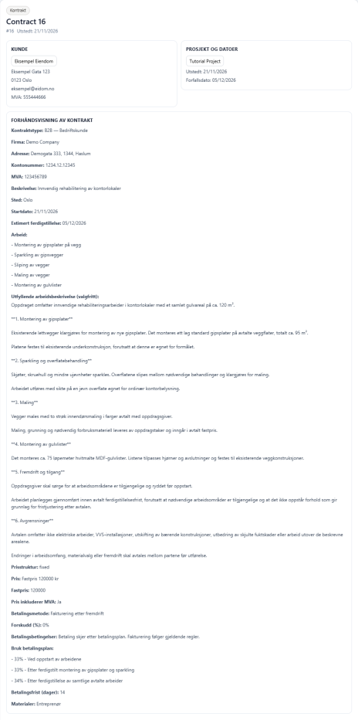 Kontrakt
Contract 16
#16 Utstedt 21/11/2026
KUNDE
Eksempel Eiendom
Eksempel Gata 123
0123 Oslo
eksempel@eidom.no
MVA: 935444666
PROSJEKT OG DATOER
Tutorial Project
Utstedt 21/11/2026
Forfallsdato: 05/12/2026
FORHÅNDSVISNING AV KONTRAKT
Kontraktstype: B2B — Bedriftskunde
Firma: Demo Company
Adresse: Demogata 333, 1344, Haslum
Kontonummer: 1234.12.12345
MVA: 123456788
Beskrivelse: Innvendig rehabilitering av kontorlokaler
Sted: Oslo
Startdato: 21/11/2026
Estimert ferdigstillelse: 05/12/2026
Arbeid:
- Montering av gipsplater på vegg
- Sparkling av gipsvegger
- Sliping av vegger
- Maling av vegger
- Montering av gulvlister
Utfyllende arbeidsbeskrivelse (valgfritt):
Oppdraget omfatter innvendige rehabiliteringsarbeider i kontorlokaler med et samlet gulvareal på ca. 120 m².
**1. Montering av gipsplater**
Eksisterende lettvegger klargjøres for montering av nye gipsplater. Det monteres ett lag standard gipsplater på avtalte veggflater, totalt ca. 95 m².
Platene festes til eksisterende underkonstruksjon, forutsatt at denne er egnet for formålet.
**2. Sparkling og overflatebehandling**
Skjøter, skruehull og mindre ujevnheter sparkles. Overflatene slipes mellom nødvendige behandlinger og klargjøres for maling.
Arbeidet utføres med sikte på en jevn overflate egnet for ordinær kontorbelysning.
**3. Maling**
Vegger males med to strøk innendørsmaling i farger avtalt med oppdragsgiver.
Maling, grunning og nødvendig forbruksmateriell leveres av oppdragstaker og inngår i avtalt fastpris.
**4. Montering av gulvlister**
Det monteres ca. 75 løpemeter hvitmalte MDF-gulvlister. Listene tilpasses hjørner og avslutninger og festes til eksisterende veggkonstruksjon.
**5. Fremdrift og tilgang**
Oppdragsgiver skal sørge for at arbeidsområdene er tilgjengelige og ryddet før oppstart.
Arbeidet planlegges gjennomført innen avtalt ferdigstillelsesfrist, forutsatt at nødvendige arbeidsområder er tilgjengelige og at det ikke oppstår forhold som gir
grunnlag for fristjustering etter avtalen.
**6. Avgrensninger**
Avtalen omfatter ikke elektriske arbeider, VVS-installasjoner, utskifting av bærende konstruksjoner, utbedring av skjulte fuktskader eller arbeid utover de beskrevne
arealene.
Endringer i arbeidsomfang, materialvalg eller fremdrift skal avtales mellom partene før utførelse.
Prisstruktur: fixed
Pris: Fastpris 120000 kr
Fastpris: 120000
Pris inkluderer MVA: Ja
Betalingsmetode: Fakturering etter fremdrift
Forskudd (%): 0%
Betalingsbetingelser: Betaling skjer etter betalingsplan. Fakturering følger gjeldende regler.
Bruk betalingsplan:
- 33% - Ved oppstart av arbeidene
- 33% - Etter ferdigstilt montering av gipsplater og sparkling
- 34% - Etter ferdigstillelse av samtlige avtalte arbeider
Betalingsfrist (dager): 14
Materialer: Entreprenør